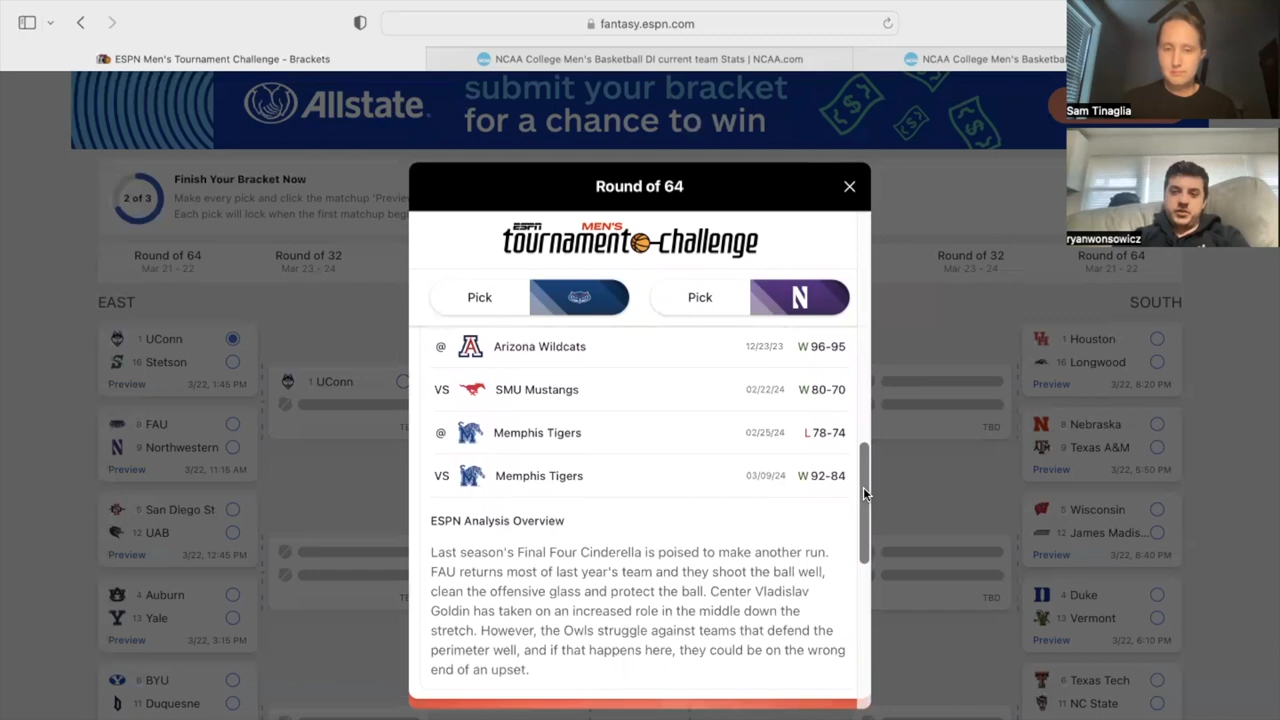 fantasy.espn.com
ESPN Men's Tournament Challenge - Brackets
NCAA College Men's Basketball DI current team Stats | NCAA.com
NCAA College Men's Basketbal
Allstate.
submit your bracket
for a chance to win
Sam Tinaglia
ryanwonsowicz
2 of 3
Finish Your Bracket Now
Make every pick and click the matchup 'Previe
Each pick will lock when the first matchup beg
Round of 64
Mar 21 - 22
Round of 32
Mar 23 - 24
Round of 32
Mar 23 - 24
Round of 64
Mar 21 - 22
EAST
1 UConn
16 Stetson
Preview 3/22, 1:45 PM
1 UConn
8 FAU
9 Northwestern
Preview 3/22, 11:15 AM
5 San Diego St
12 UAB
Preview 3/22, 12:45 PM
4 Auburn
13 Yale
Preview 3/22, 3:15 PM
BYU
11 Duquesne
Round of 64
ESPN MEN'S
tournament challenge
Pick
Pick N
@ Arizona Wildcats 12/23/23 W 96-95
VS SMU Mustangs 02/22/24 W 80-70
@ Memphis Tigers 02/25/24 L 78-74
VS Memphis Tigers 03/09/24 W 92-84
ESPN Analysis Overview
Last season's Final Four Cinderella is poised to make another run.
FAU returns most of last year's team and they shoot the ball well,
clean the offensive glass and protect the ball. Center Vladislav
Goldin has taken on an increased role in the middle down the
stretch. However, the Owls struggle against teams that defend the
perimeter well, and if that happens here, they could be on the wrong
end of an upset.
SOUTH
1 Houston
16 Longwood
Preview 3/22, 8:20 PM
TBD
8 Nebraska
9 Texas A&M
Preview 3/22, 5:50 PM
5 Wisconsin
12 James Madis...
Preview 3/22, 8:40 PM
TBD
4 Duke
13 Vermont
Preview 3/22, 6:10 PM
6 Texas Tech
11 NC State